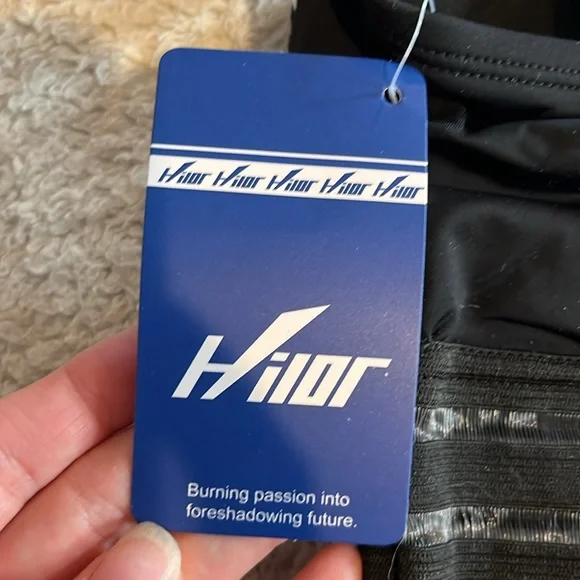 Hilor Hilor Hilor Hilor Hilor
Hilor
Burning passion into
foreshadowing future.